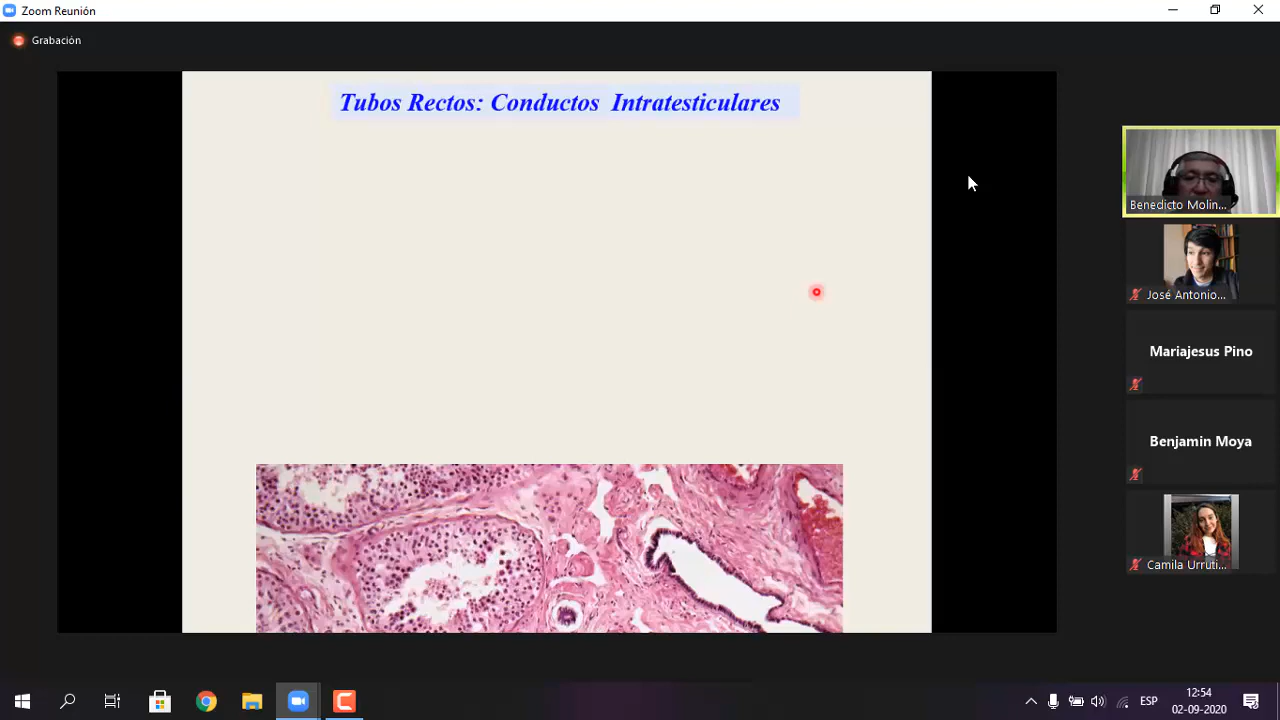 Zoom Reunión
Grabación
Tubos Rectos: Conductos Intratesticulares
Benedicto Molin...
José Antonio...
Mariajesus Pino
Benjamin Moya
Camila Urruti...
ESP
12:54
02-09-2020